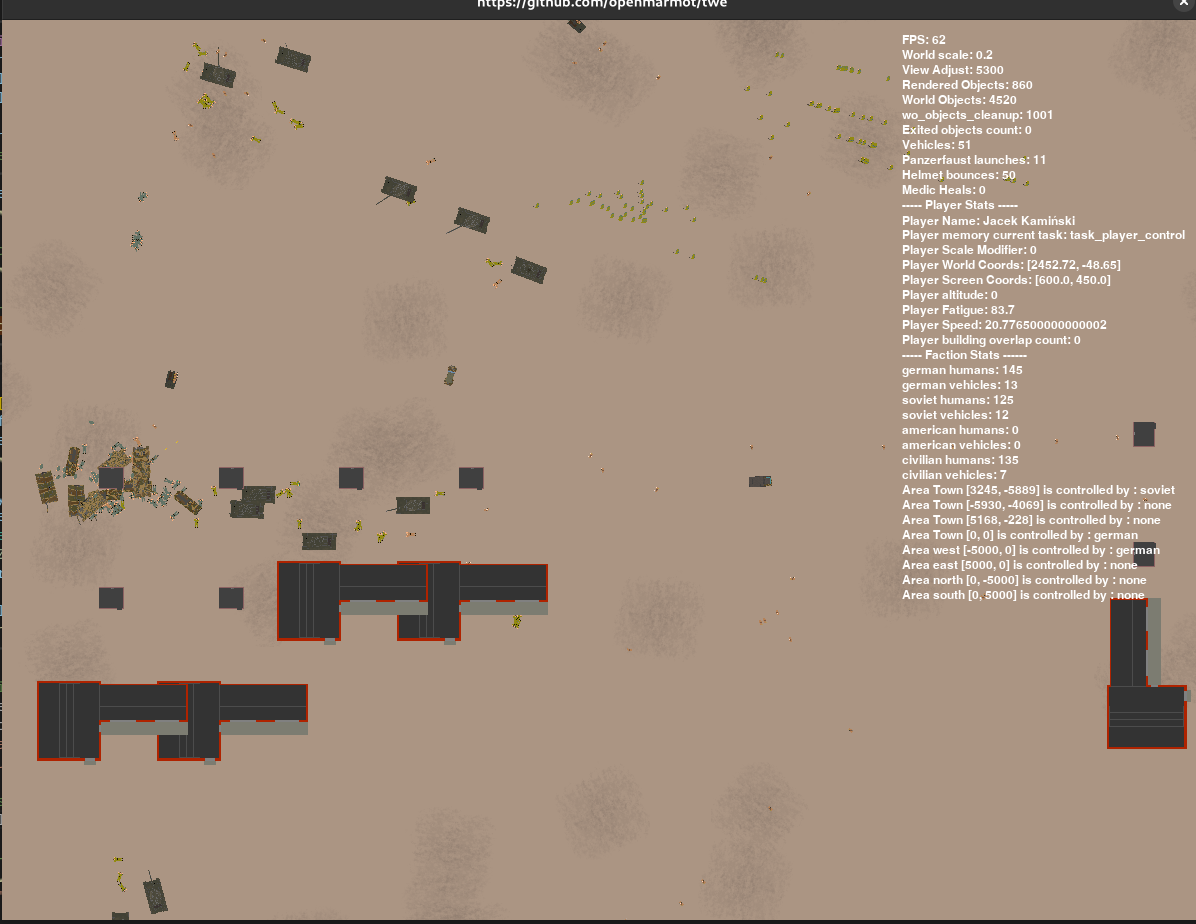 https://github.com/openmarmot/twe
FPS: 62
World scale: 0.2
View Adjust: 5300
Rendered Objects: 860
World Objects: 4520
wo_objects_cleanup: 1001
Exited objects count: 0
Vehicles: 51
Panzerfaust launches: 11
Helmet bounces: 50
Medic Heals: 0
----- Player Stats -----
Player Name: Jacek Kamiński
Player memory current task: task_player_control
Player Scale Modifier: 0
Player World Coords: [2452.72, -48.65]
Player Screen Coords: [600.0, 450.0]
Player altitude: 0
Player Fatigue: 83.7
Player Speed: 20.776500000000002
Player building overlap count: 0
----- Faction Stats ------
german humans: 145
german vehicles: 13
soviet humans: 125
soviet vehicles: 12
american humans: 0
american vehicles: 0
civilian humans: 135
civilian vehicles: 7
Area Town [3245, -5889] is controlled by : soviet
Area Town [-5930, -4069] is controlled by : none
Area Town [5168, -228] is controlled by : none
Area Town [0, 0] is controlled by : german
Area west [-5000, 0] is controlled by : german
Area east [5000, 0] is controlled by : none
Area north [0, -5000] is controlled by : none
Area south [0, 5000] is controlled by : none